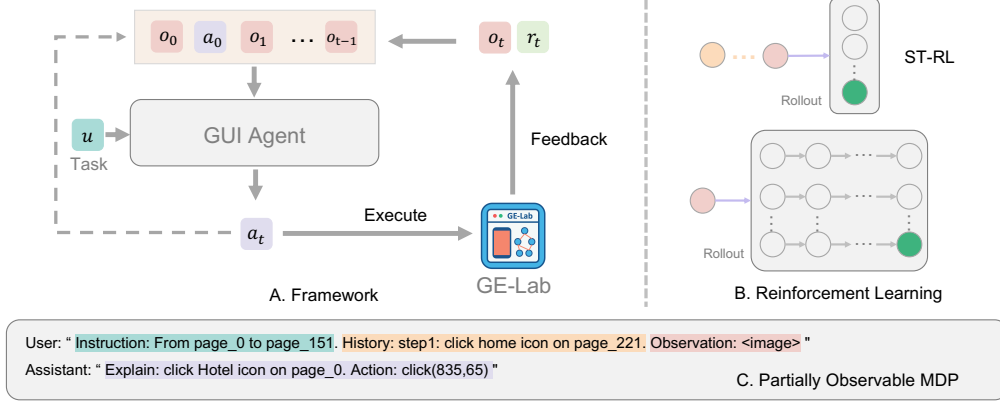 o₀ a₀ o₁ ... oₜ₋₁
oₜ rₜ
ST-RL
Rollout
GUI Agent
u
Task
Feedback
aₜ
Execute
GE-Lab
GE-Lab
Rollout
A. Framework
B. Reinforcement Learning
User: “ Instruction: From page_0 to page_151. History: step1: click home icon on page_221. Observation: <image> "
Assistant: “ Explain: click Hotel icon on page_0. Action: click(835,65) "
C. Partially Observable MDP